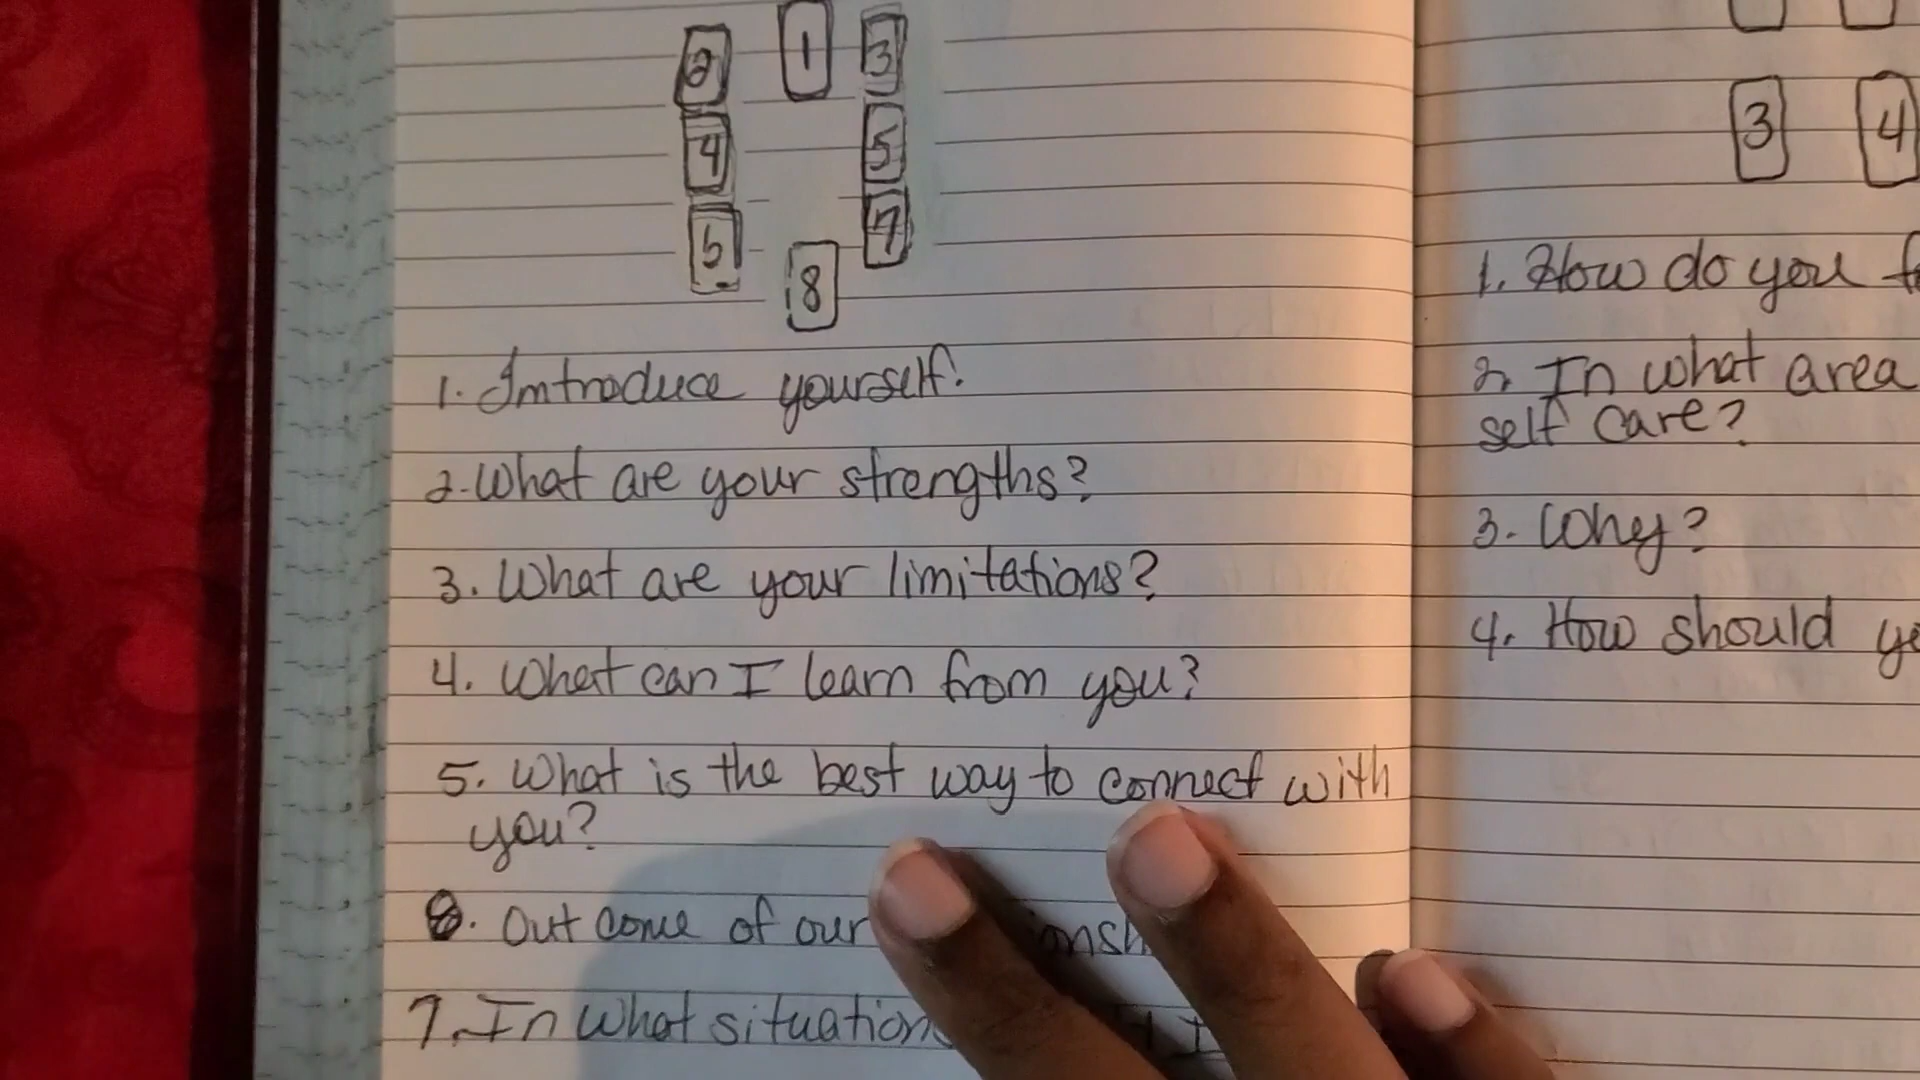 2 1 3
4 5
5 7
8
1. Introduce yourself.
2. What are your strengths?
3. What are your limitations?
4. What can I learn from you?
5. What is the best way to connect with
you?
8. Out come of our
7. In what situation I
3 4
1. How do you
2. In what area
self care?
3. Why?
4. How should